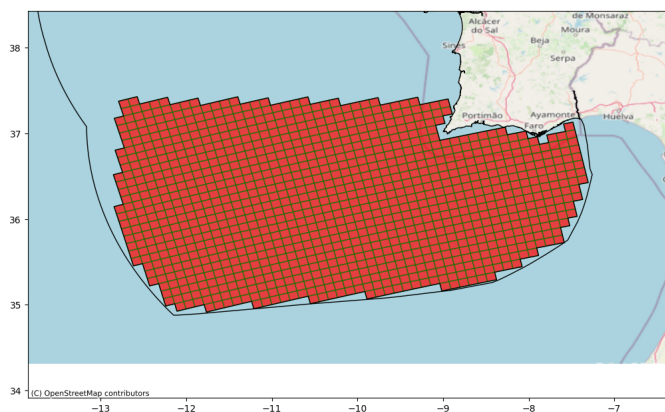 38
37
36
35
34
−13
−12
−11
−10
−9
−8
−7
Alcácer
do Sal
de Monsaraz
Moura
Beja
Sines
Serpa
Portimão
Ayamonte
Huelva
Faro
(C) OpenStreetMap contributors